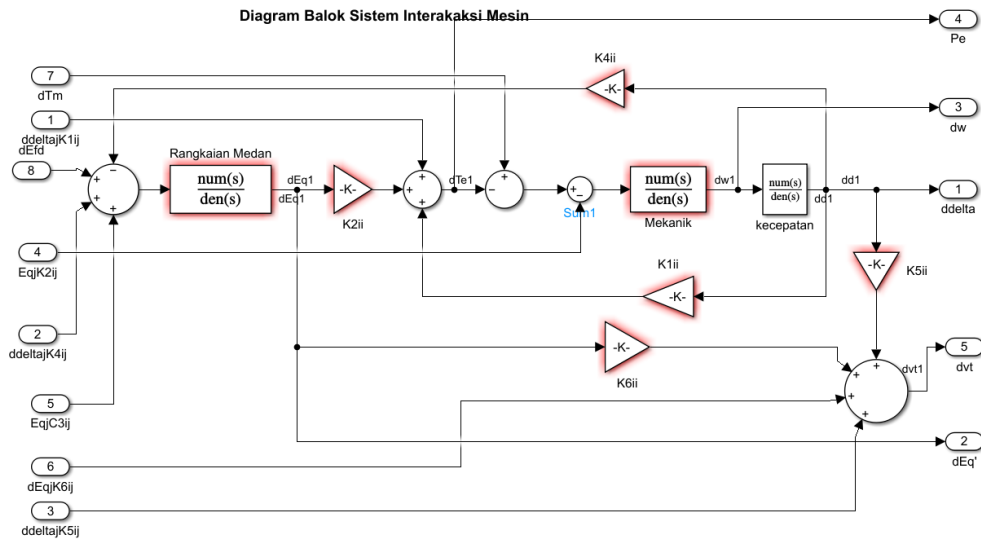 Diagram Balok Sistem Interakaksi Mesin
4
Pe
K4ii
-K-
7
dTm
3
dw
1
ddeltajK1ij
dEfd
8
Rangkaian Medan
num(s)
den(s)
dEq1
dEq1
-K-
K2ii
dTe1
Sum1
num(s)
den(s)
Mekanik
dw1
num(s)
den(s)
kecepatan
dd1
dd1
1
ddelta
4
EqjK2ij
K1ii
-K-
-K-
K5ii
2
ddeltajK4ij
-K-
K6ii
dvt1
5
dvt
5
EqjC3ij
2
dEq'
6
dEqjK6ij
3
ddeltajK5ij